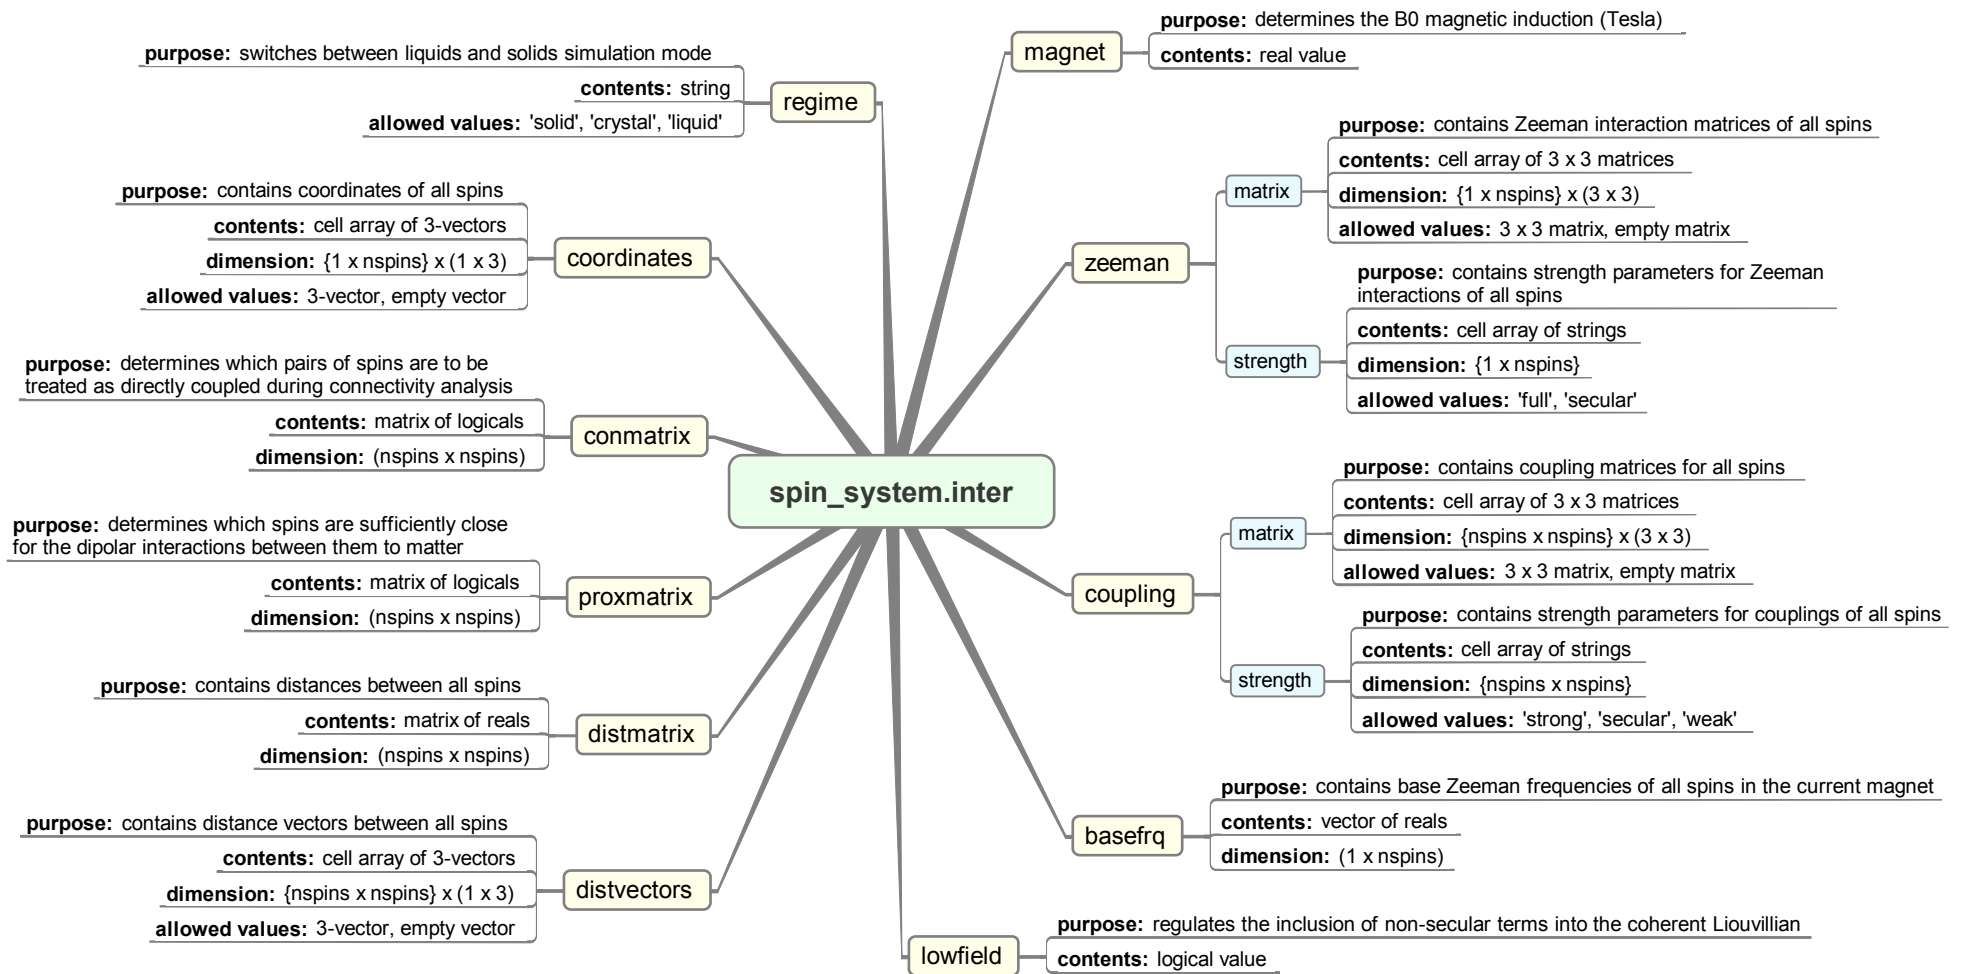 spin_system.inter
magnet
purpose: determines the B0 magnetic induction (Tesla)
contents: real value
zeeman
matrix
purpose: contains Zeeman interaction matrices of all spins
contents: cell array of 3 x 3 matrices
dimension: {1 x nspins} x (3 x 3)
allowed values: 3 x 3 matrix, empty matrix
strength
purpose: contains strength parameters for Zeeman
interactions of all spins
contents: cell array of strings
dimension: {1 x nspins}
allowed values: 'full', 'secular'
coupling
matrix
purpose: contains coupling matrices for all spins
contents: cell array of 3 x 3 matrices
dimension: {nspins x nspins} x (3 x 3)
allowed values: 3 x 3 matrix, empty matrix
strength
purpose: contains strength parameters for couplings of all spins
contents: cell array of strings
dimension: {nspins x nspins}
allowed values: 'strong', 'secular', 'weak'
basefrq
purpose: contains base Zeeman frequencies of all spins in the current magnet
contents: vector of reals
dimension: (1 x nspins)
lowfield
purpose: regulates the inclusion of non-secular terms into the coherent Liouvillian
contents: logical value
regime
purpose: switches between liquids and solids simulation mode
contents: string
allowed values: 'solid', 'crystal', 'liquid'
coordinates
purpose: contains coordinates of all spins
contents: cell array of 3-vectors
dimension: {1 x nspins} x (1 x 3)
allowed values: 3-vector, empty vector
conmatrix
purpose: determines which pairs of spins are to be
treated as directly coupled during connectivity analysis
contents: matrix of logicals
dimension: (nspins x nspins)
proxmatrix
purpose: determines which spins are sufficiently close
for the dipolar interactions between them to matter
contents: matrix of logicals
dimension: (nspins x nspins)
distmatrix
purpose: contains distances between all spins
contents: matrix of reals
dimension: (nspins x nspins)
distvectors
purpose: contains distance vectors between all spins
contents: cell array of 3-vectors
dimension: {nspins x nspins} x (1 x 3)
allowed values: 3-vector, empty vector